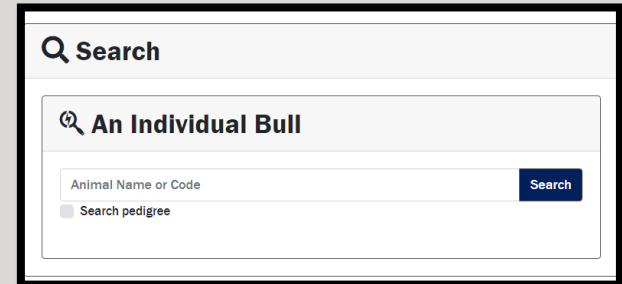 Search
An Individual Bull
Animal Name or Code
Search
Search pedigree